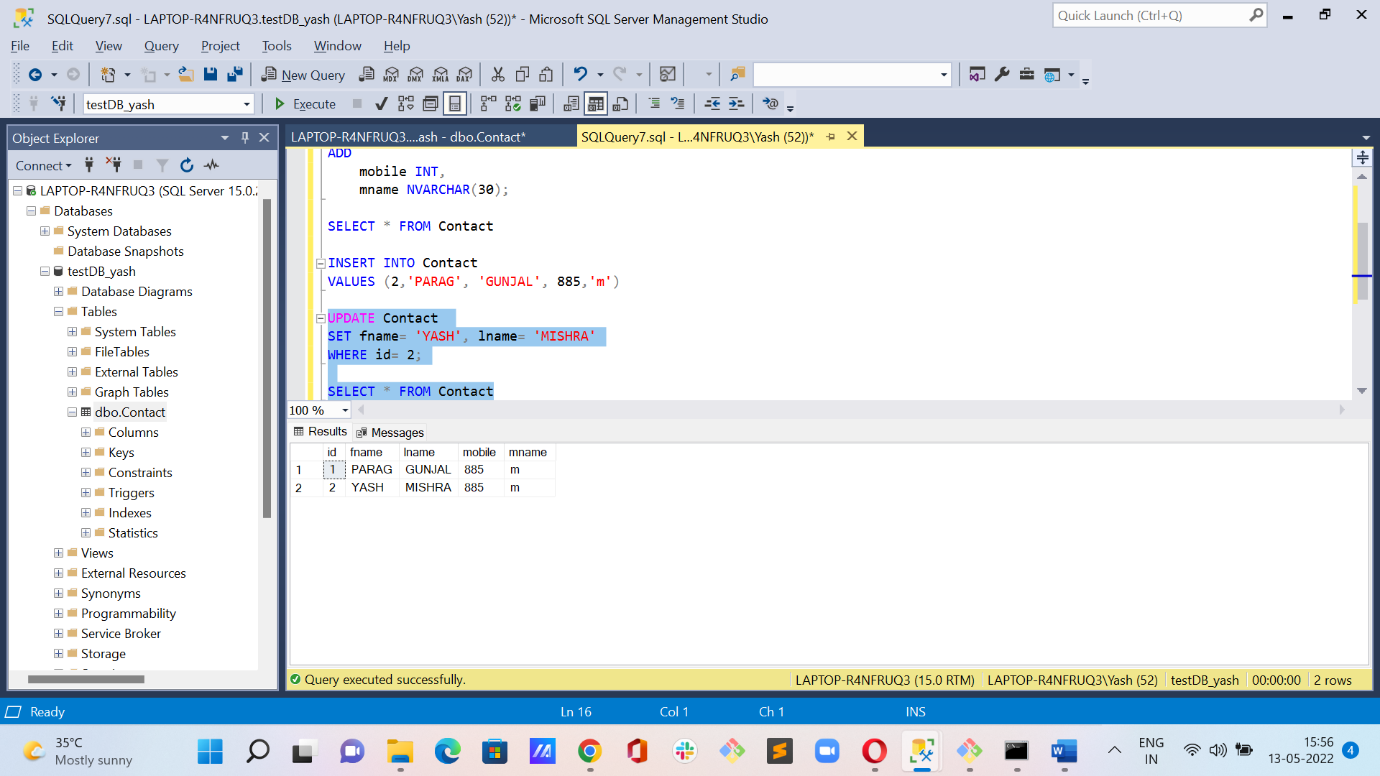 SQLQuery7.sql - LAPTOP-R4NFRUQ3.testDB_yash (LAPTOP-R4NFRUQ3\Yash (52))* - Microsoft SQL Server Management Studio
Quick Launch (Ctrl+Q)
File Edit View Query Project Tools Window Help
New Query
MDX DMX XMLA DAX
testDB_yash
Execute
Object Explorer
LAPTOP-R4NFRUQ3....ash - dbo.Contact*
SQLQuery7.sql - L...4NFRUQ3\Yash (52))*
Connect
LAPTOP-R4NFRUQ3 (SQL Server 15.0.
Databases
System Databases
Database Snapshots
testDB_yash
Database Diagrams
Tables
System Tables
FileTables
External Tables
Graph Tables
dbo.Contact
Columns
Keys
Constraints
Triggers
Indexes
Statistics
Views
External Resources
Synonyms
Programmability
Service Broker
Storage
ADD
mobile INT,
mname NVARCHAR(30);
SELECT * FROM Contact
INSERT INTO Contact
VALUES (2,'PARAG', 'GUNJAL', 885,'m')
UPDATE Contact
SET fname= 'YASH', lname= 'MISHRA'
WHERE id= 2;
SELECT * FROM Contact
100 %
Results Messages
id fname lname mobile mname
1 1 PARAG GUNJAL 885 m
2 2 YASH MISHRA 885 m
Query executed successfully.
LAPTOP-R4NFRUQ3 (15.0 RTM) LAPTOP-R4NFRUQ3\Yash (52) testDB_yash 00:00:00 2 rows
Ready
Ln 16 Col 1 Ch 1 INS
35°C
Mostly sunny
ENG
IN
15:56
13-05-2022
4